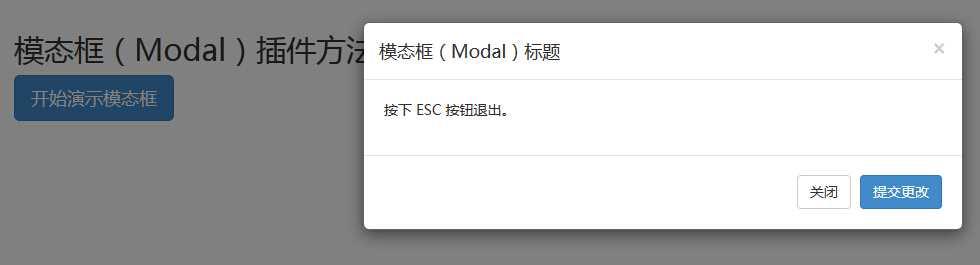 模态框（Modal）插件方法
开始演示模态框
模态框（Modal）标题
×
按下 ESC 按钮退出。
关闭
提交更改